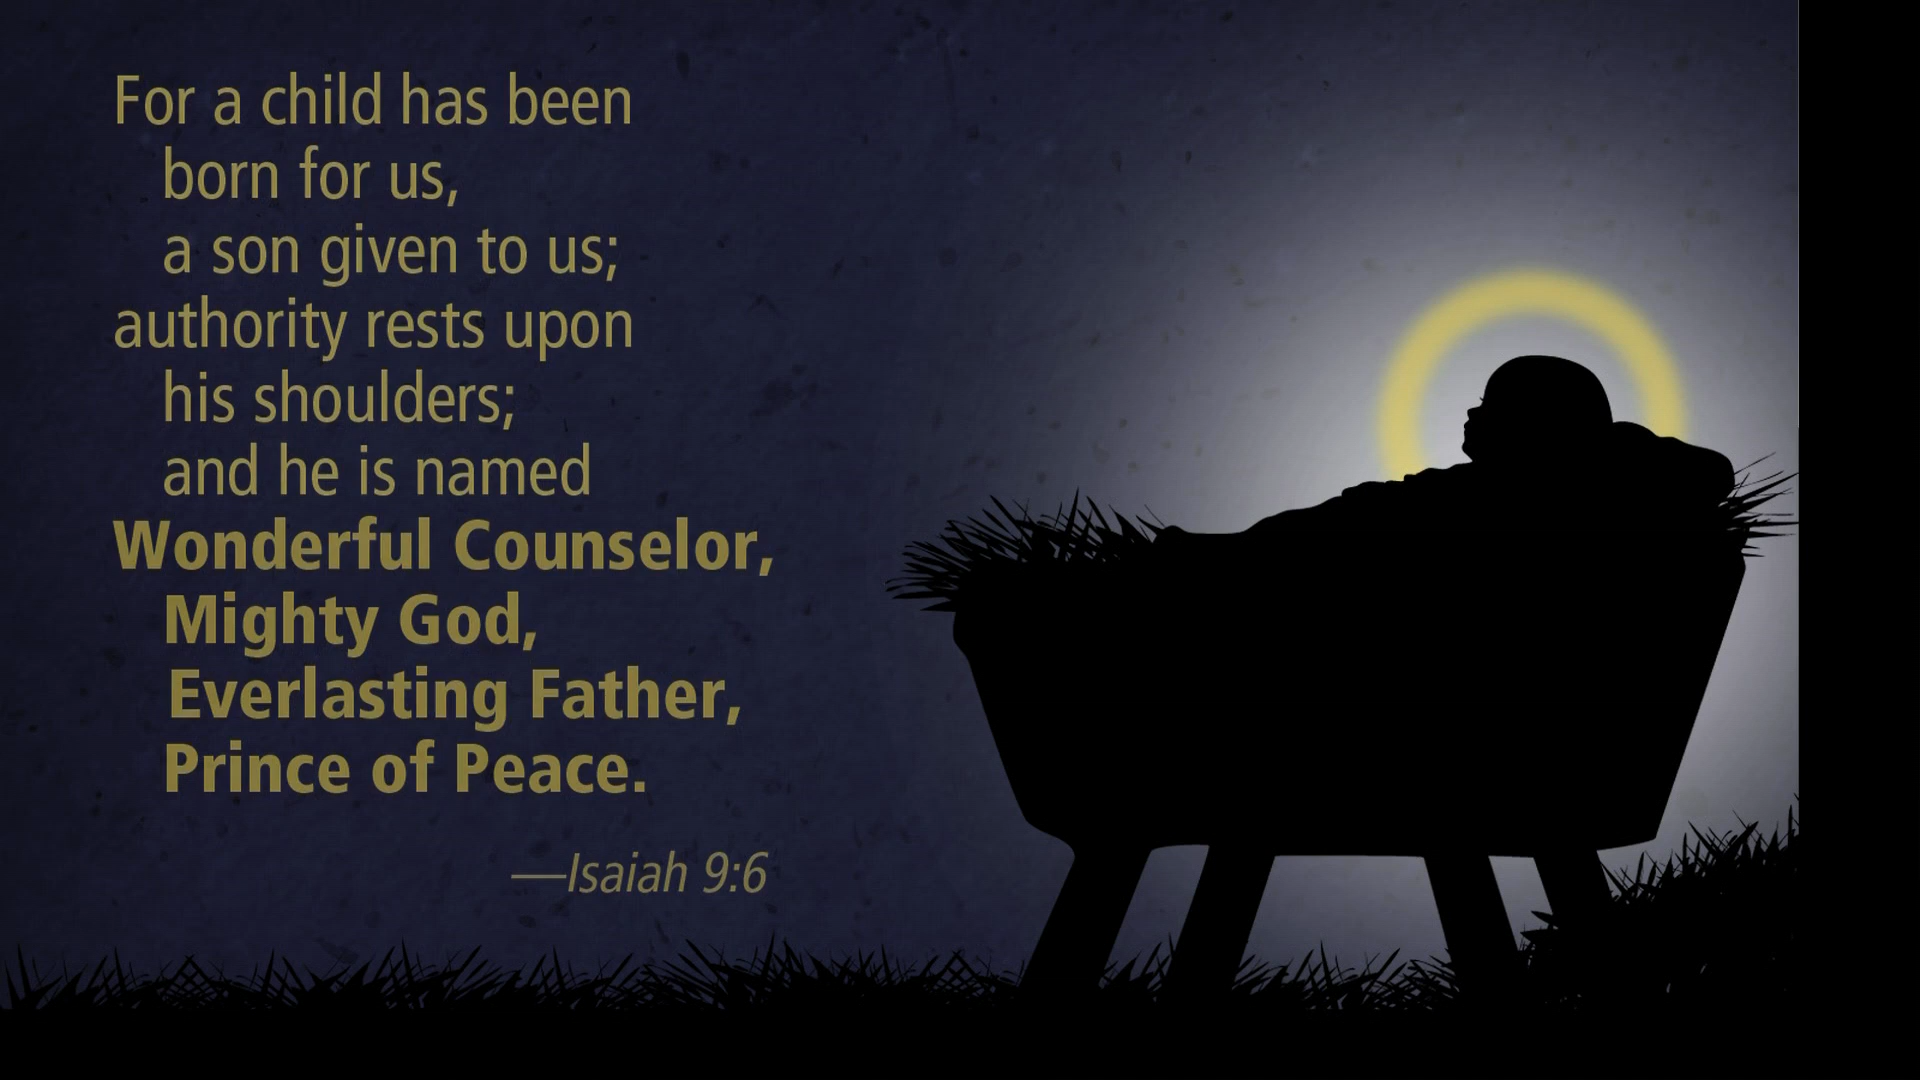 For a child has been
born for us,
a son given to us;
authority rests upon
his shoulders;
and he is named
Wonderful Counselor,
Mighty God,
Everlasting Father,
Prince of Peace.
—Isaiah 9:6